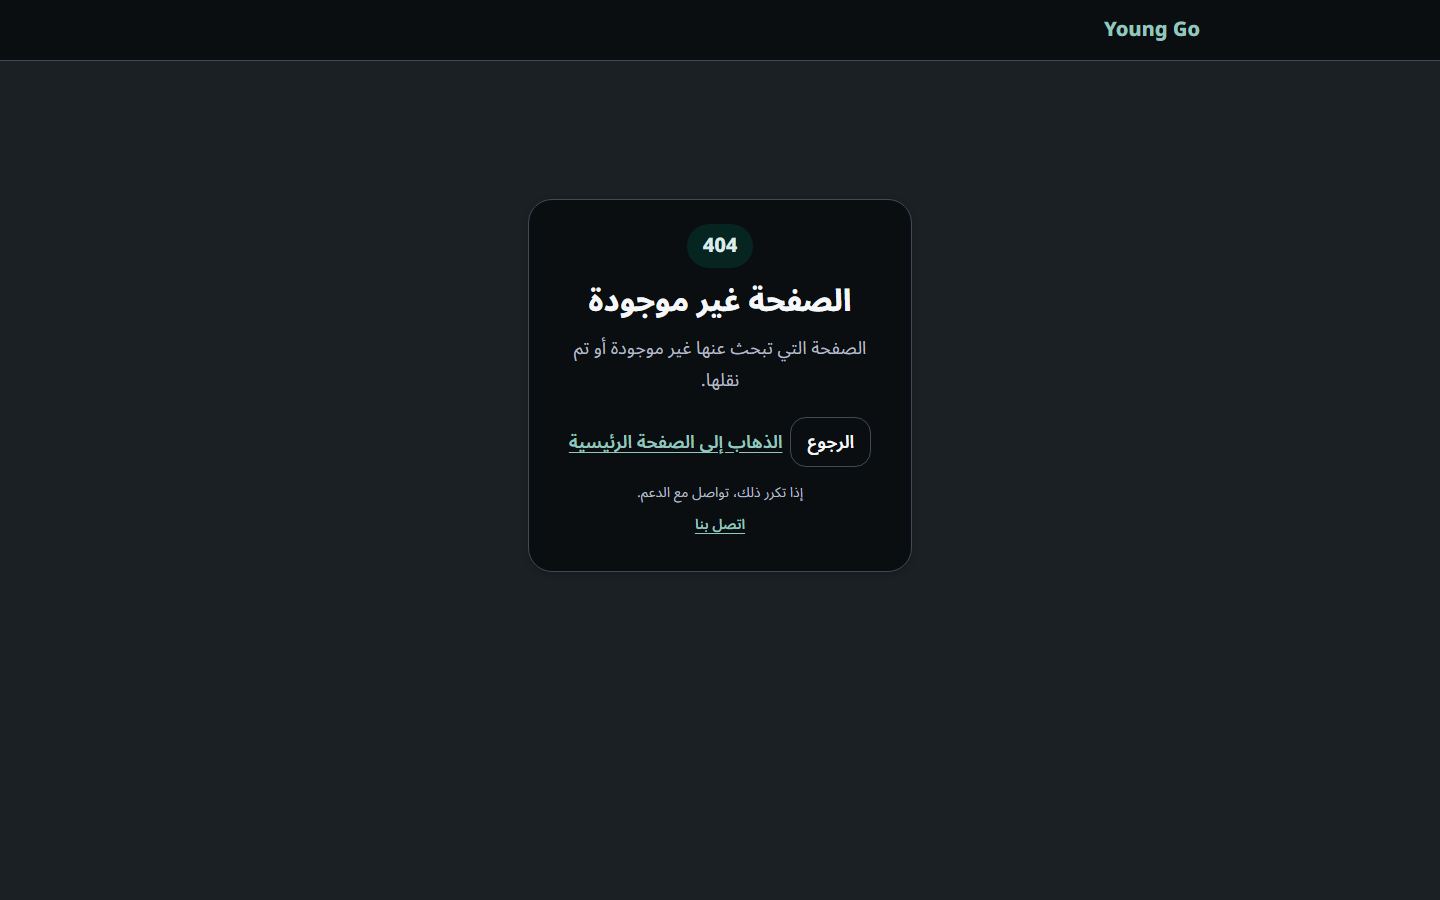 Young Go
404
الصفحة غير موجودة
الصفحة التي تبحث عنها غير موجودة أو تم
نقلها.
الرجوع
الذهاب إلى الصفحة الرئيسية
إذا تكرر ذلك، تواصل مع الدعم.
اتصل بنا